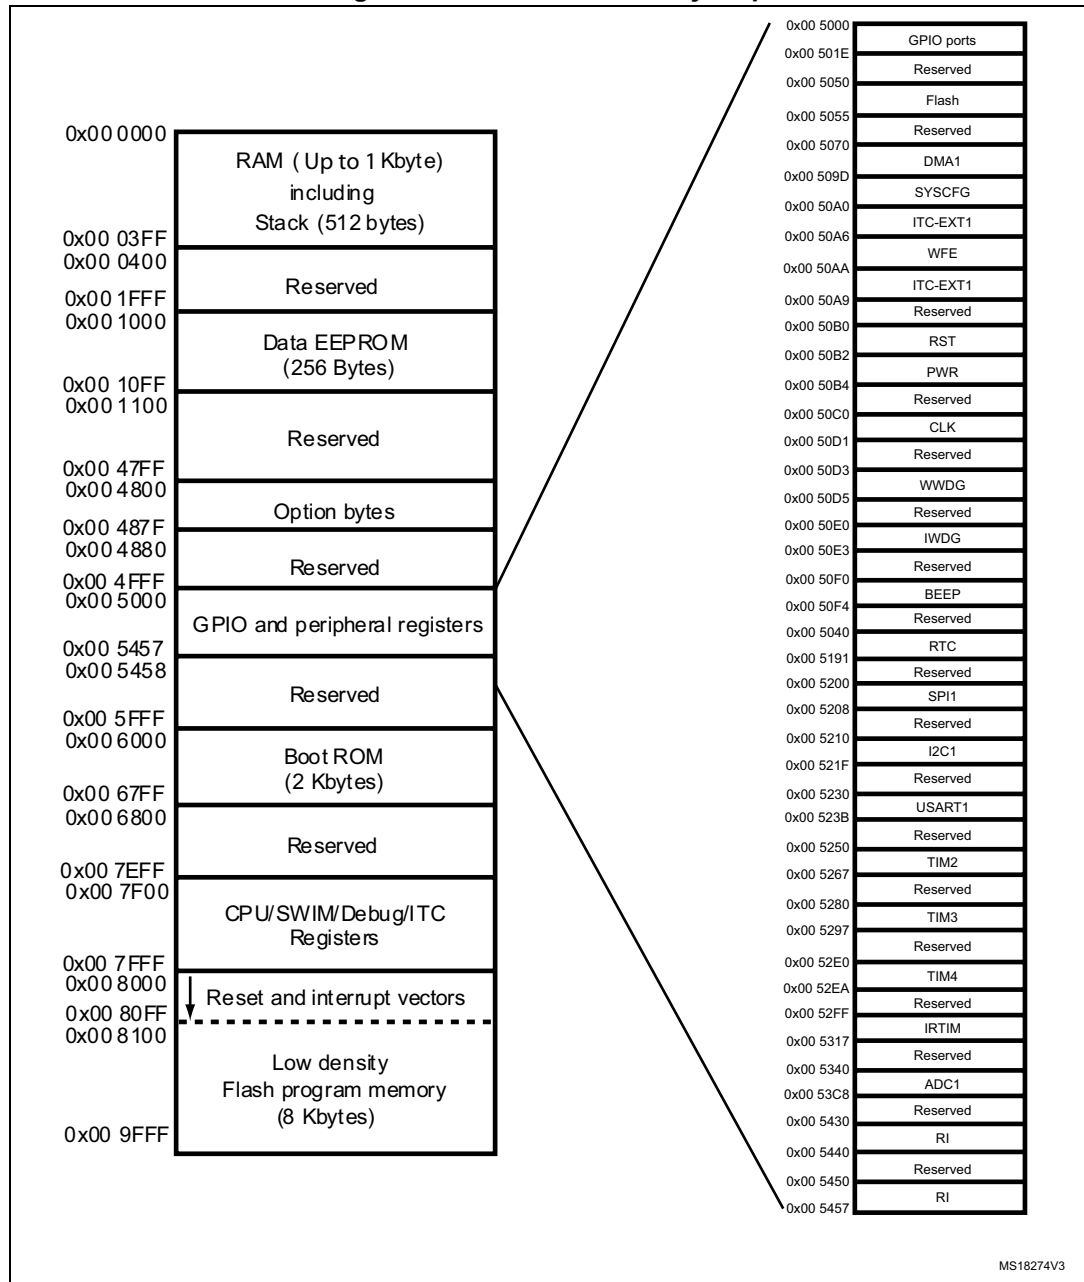 0x00 0000
RAM ( Up to 1 Kbyte)
including
Stack (512 bytes)
0x00 03FF
0x00 0400
Reserved
0x00 1FFF
0x00 1000
Data EEPROM
(256 Bytes)
0x00 10FF
0x00 1100
Reserved
0x00 47FF
0x00 4800
Option bytes
0x00 487F
0x00 4880
Reserved
0x00 4FFF
0x00 5000
GPIO and peripheral registers
0x00 5457
0x00 5458
Reserved
0x00 5FFF
0x00 6000
Boot ROM
(2 Kbytes)
0x00 67FF
0x00 6800
Reserved
0x00 7EFF
0x00 7F00
CPU/SWIM/Debug/ITC
Registers
0x00 7FFF
0x00 8000
Reset and interrupt vectors
0x00 80FF
0x00 8100
Low density
Flash program memory
(8 Kbytes)
0x00 9FFF
0x00 5000
GPIO ports
0x00 501E
Reserved
0x00 5050
Flash
0x00 5055
Reserved
0x00 5070
DMA1
0x00 509D
SYSCFG
0x00 50A0
ITC-EXT1
0x00 50A6
WFE
0x00 50AA
ITC-EXT1
0x00 50A9
Reserved
0x00 50B0
RST
0x00 50B2
PWR
0x00 50B4
Reserved
0x00 50C0
CLK
0x00 50D1
Reserved
0x00 50D3
WWDG
0x00 50D5
Reserved
0x00 50E0
IWDG
0x00 50E3
Reserved
0x00 50F0
BEEP
0x00 50F4
Reserved
0x00 5040
RTC
0x00 5191
Reserved
0x00 5200
SPI1
0x00 5208
Reserved
0x00 5210
I2C1
0x00 521F
Reserved
0x00 5230
USART1
0x00 523B
Reserved
0x00 5250
TIM2
0x00 5267
Reserved
0x00 5280
TIM3
0x00 5297
Reserved
0x00 52E0
TIM4
0x00 52EA
Reserved
0x00 52FF
IRTIM
0x00 5317
Reserved
0x00 5340
ADC1
0x00 53C8
Reserved
0x00 5430
RI
0x00 5440
Reserved
0x00 5450
RI
0x00 5457
MS18274V3